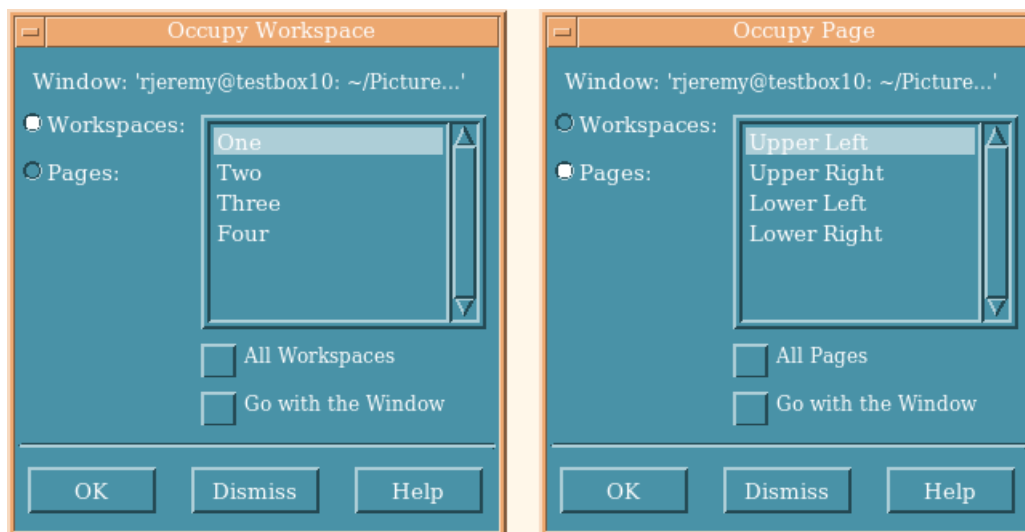 Occupy Workspace
Window: 'rjeremy@testbox10: ~/Picture...'
Workspaces:
Pages:
One
Two
Three
Four
All Workspaces
Go with the Window
OK Dismiss Help
Occupy Page
Window: 'rjeremy@testbox10: ~/Picture...'
Workspaces:
Pages:
Upper Left
Upper Right
Lower Left
Lower Right
All Pages
Go with the Window
OK Dismiss Help